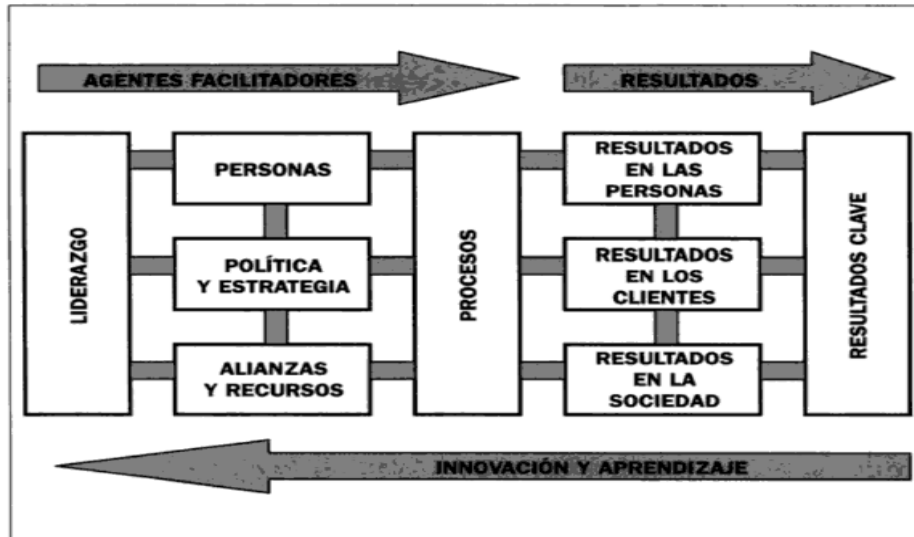 AGENTES FACILITADORES
RESULTADOS
LIDERAZGO
PERSONAS
POLÍTICA
Y ESTRATEGIA
ALIANZAS
Y RECURSOS
PROCESOS
RESULTADOS
EN LAS
PERSONAS
RESULTADOS
EN LOS
CLIENTES
RESULTADOS
EN LA
SOCIEDAD
RESULTADOS CLAVE
INNOVACIÓN Y APRENDIZAJE